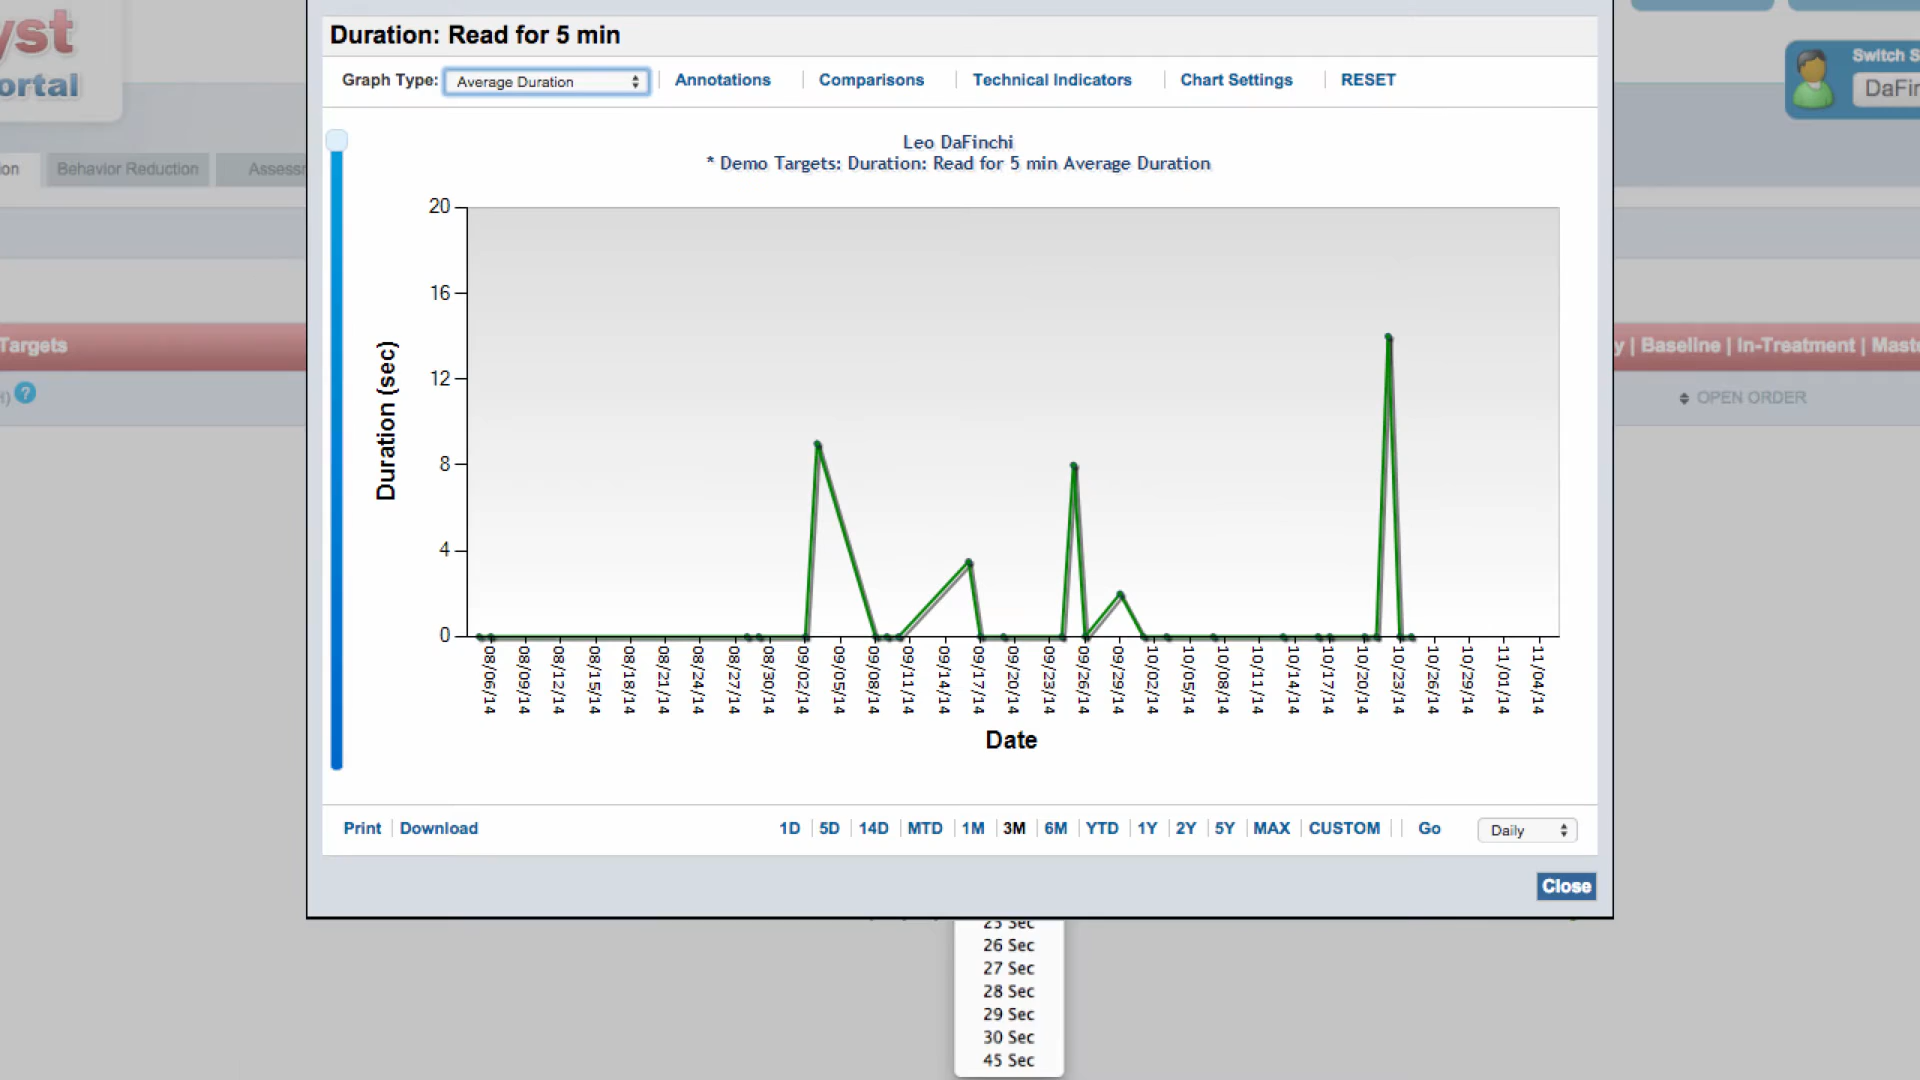 yst
ortal
Duration: Read for 5 min
Graph Type: Average Duration Annotations Comparisons Technical Indicators Chart Settings RESET
Switch S
DaFin
ion Behavior Reduction Assess
Leo DaFinchi
* Demo Targets: Duration: Read for 5 min Average Duration
20
16
12
8
4
0
Duration (sec)
08/06/14 08/09/14 08/12/14 08/15/14 08/18/14 08/21/14 08/24/14 08/27/14 08/30/14 09/02/14 09/05/14 09/08/14 09/11/14 09/14/14 09/17/14 09/20/14 09/23/14 09/26/14 09/29/14 10/02/14 10/05/14 10/08/14 10/11/14 10/14/14 10/17/14 10/20/14 10/23/14 10/26/14 10/29/14 11/01/14 11/04/14
Date
Targets
y | Baseline | In-Treatment | Maste
?
OPEN ORDER
Print Download 1D 5D 14D MTD 1M 3M 6M YTD 1Y 2Y 5Y MAX CUSTOM Go Daily
Close
25 Sec
26 Sec
27 Sec
28 Sec
29 Sec
30 Sec
45 Sec